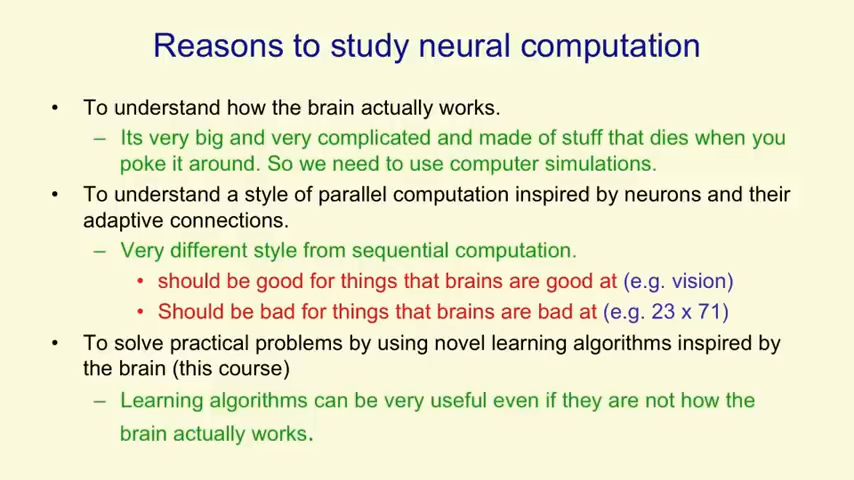 Reasons to study neural computation
• To understand how the brain actually works.
– Its very big and very complicated and made of stuff that dies when you
poke it around. So we need to use computer simulations.
• To understand a style of parallel computation inspired by neurons and their
adaptive connections.
– Very different style from sequential computation.
• should be good for things that brains are good at (e.g. vision)
• Should be bad for things that brains are bad at (e.g. 23 x 71)
• To solve practical problems by using novel learning algorithms inspired by
the brain (this course)
– Learning algorithms can be very useful even if they are not how the
brain actually works.